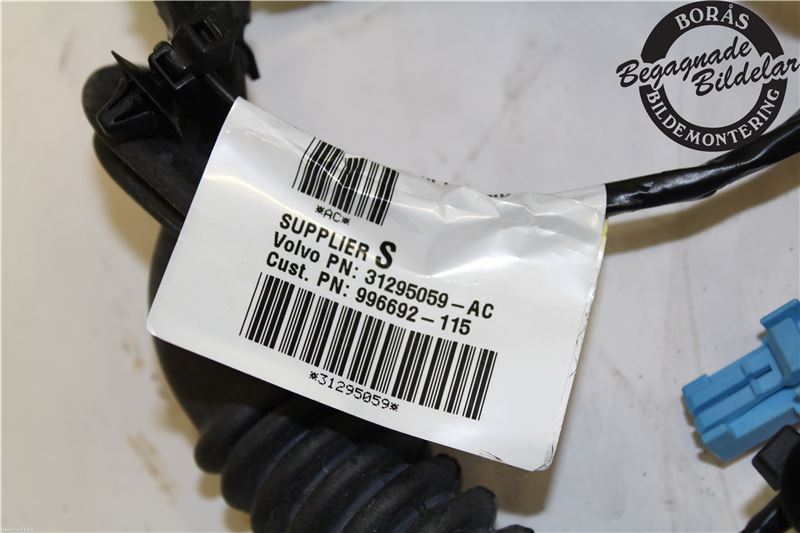 BORÅS
Begagnade
Bildelar
BILDEMONTERING
*AC*
SUPPLIER S
Volvo PN: 31295059-AC
Cust. PN: 996692-115
*31295059*